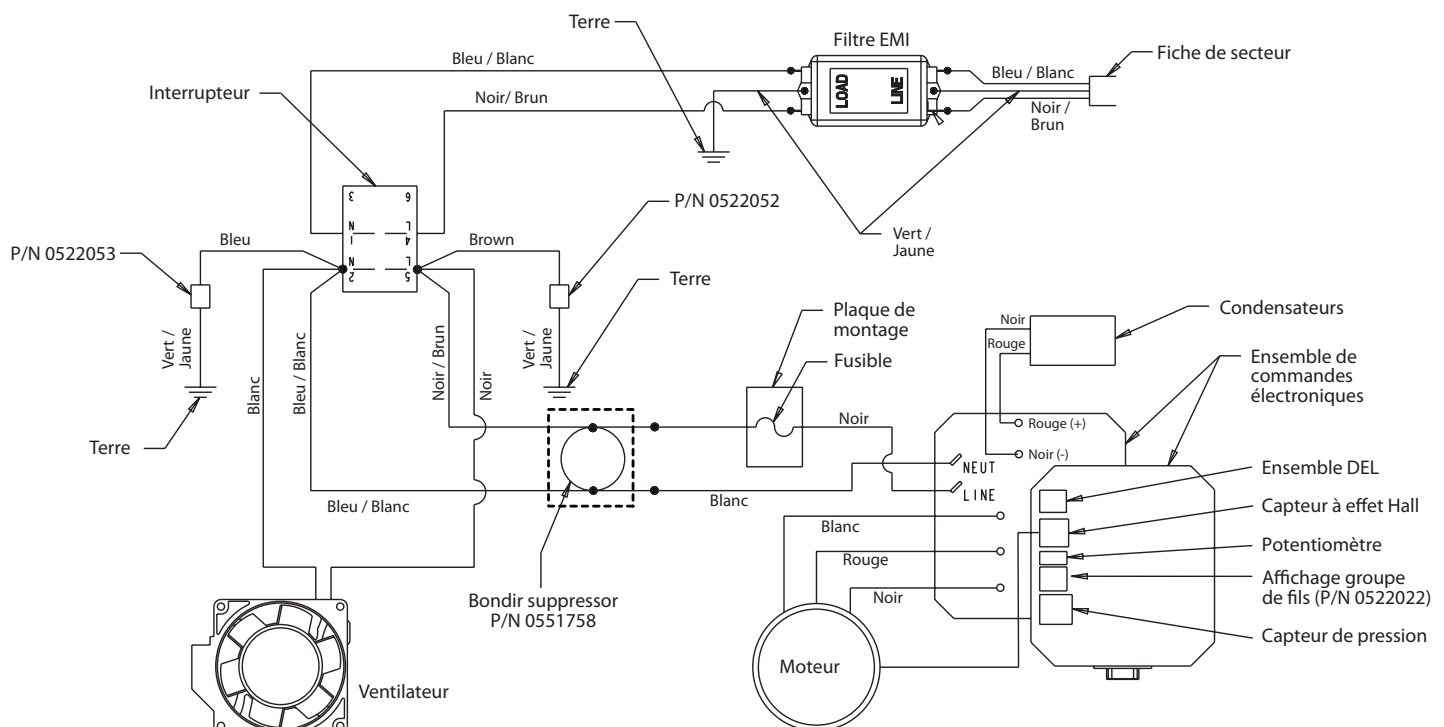 Terre
Filtre EMI
Fiche de secteur
Bleu / Blanc
Bleu / Blanc
LOAD
LINE
Interrupteur
Noir/ Brun
Noir /
Brun
Terre
3
6
P/N 0522052
N
1
L
4
Vert /
Jaune
P/N 0522053
Bleu
Brown
N
2
L
5
Terre
Vert /
Jaune
Vert /
Jaune
Plaque de
montage
Fusible
Noir
Rouge
Condensateurs
Ensemble de
commandes
électroniques
Blanc
Bleu / Blanc
Noir / Brun
Noir
Terre
Noir
Rouge (+)
Noir (-)
NEUT
LINE
Ensemble DEL
Bleu / Blanc
Blanc
Capteur à effet Hall
Blanc
Potentiomètre
Rouge
Affichage groupe
de fils (P/N 0522022)
Noir
Bondir suppressor
P/N 0551758
Capteur de pression
Moteur
Ventilateur